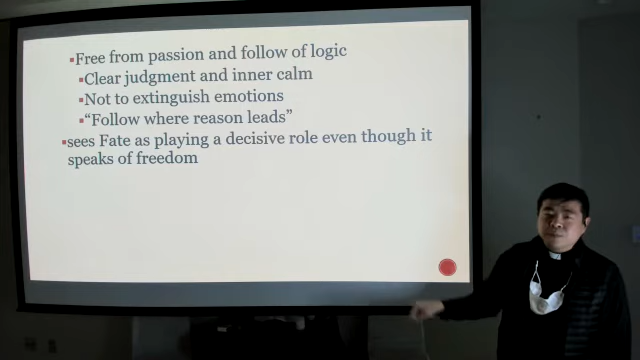 ▪Free from passion and follow of logic
▪Clear judgment and inner calm
▪Not to extinguish emotions
▪“Follow where reason leads”
▪sees Fate as playing a decisive role even though it
speaks of freedom